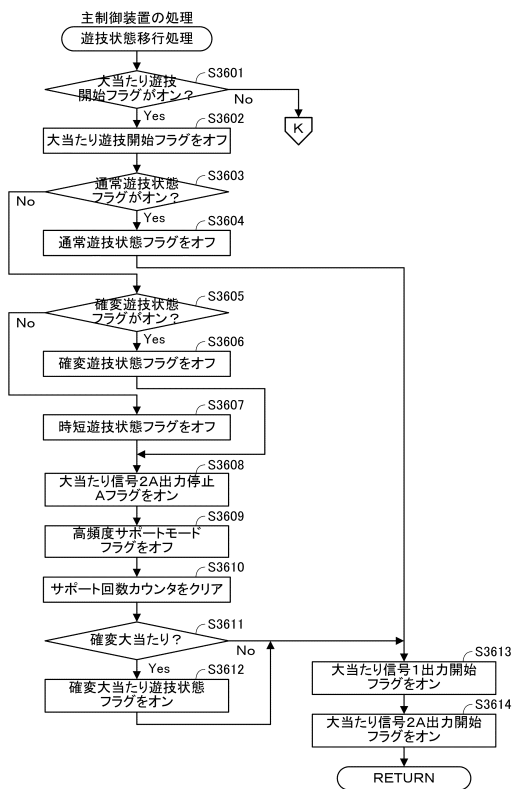 主制御装置の処理
遊技状態移行処理
S3601
大当たり遊技
開始フラグがオン?
No
Yes
K
S3602
大当たり遊技開始フラグをオフ
S3603
通常遊技状態
フラグがオン?
No
Yes
S3604
通常遊技状態フラグをオフ
S3605
確変遊技状態
フラグがオン?
No
Yes
S3606
確変遊技状態フラグをオフ
S3607
時短遊技状態フラグをオフ
S3608
大当たり信号2A出力停止
Aフラグをオン
S3609
高頻度サポートモード
フラグをオフ
S3610
サポート回数カウンタをクリア
S3611
確変大当たり?
No
Yes
S3612
確変大当たり遊技状態
フラグをオン
S3613
大当たり信号1出力開始
フラグをオン
S3614
大当たり信号2A出力開始
フラグをオン
RETURN